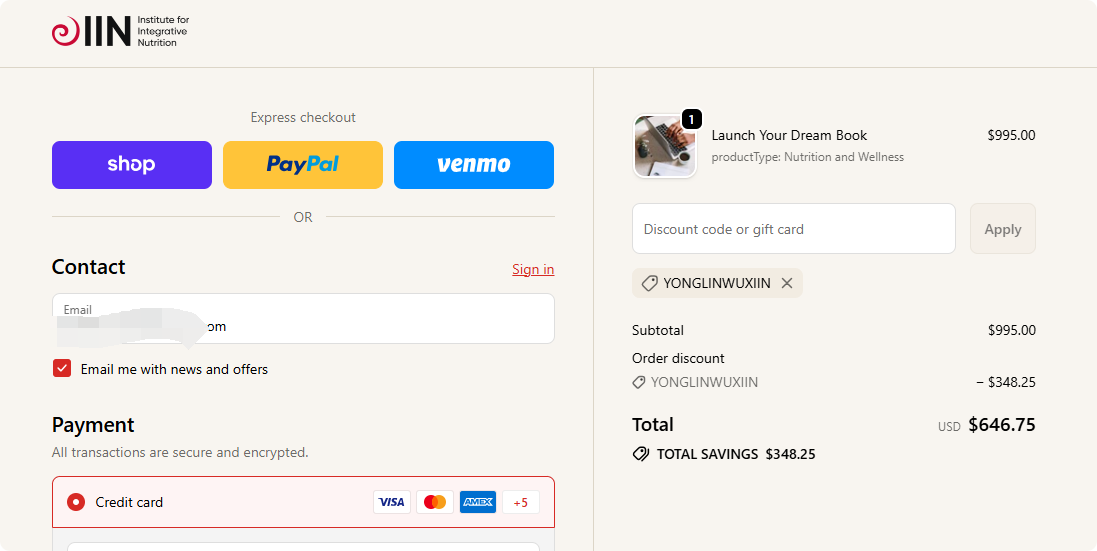 IIN Institute for
Integrative
Nutrition
Express checkout
shop
PayPal
venmo
OR
Contact
Sign in
Email
om
Email me with news and offers
Payment
All transactions are secure and encrypted.
Credit card
VISA
AMEX
+5
1
Launch Your Dream Book
$995.00
productType: Nutrition and Wellness
Discount code or gift card
Apply
YONGLINWUXIIN
Subtotal
$995.00
Order discount
YONGLINWUXIIN
− $348.25
Total
USD $646.75
TOTAL SAVINGS $348.25